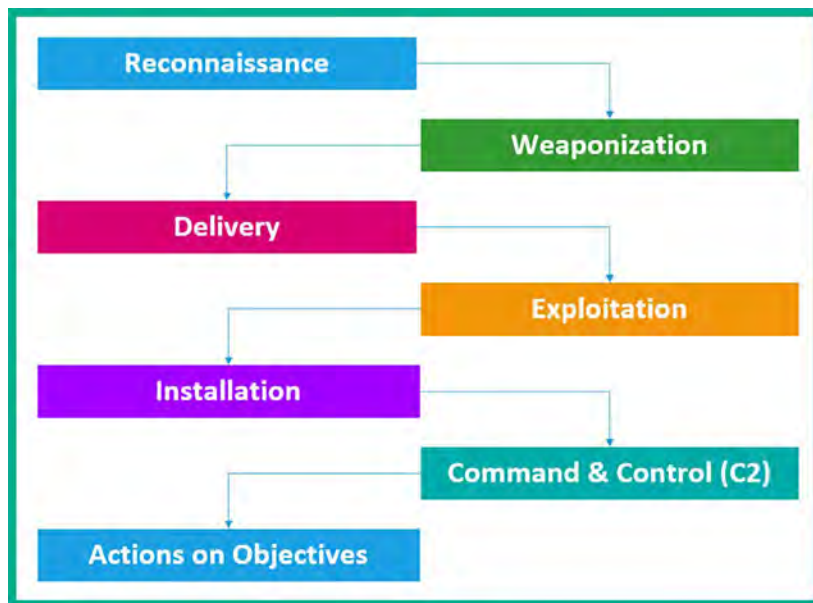 Reconnaissance
Weaponization
Delivery
Exploitation
Installation
Command & Control (C2)
Actions on Objectives